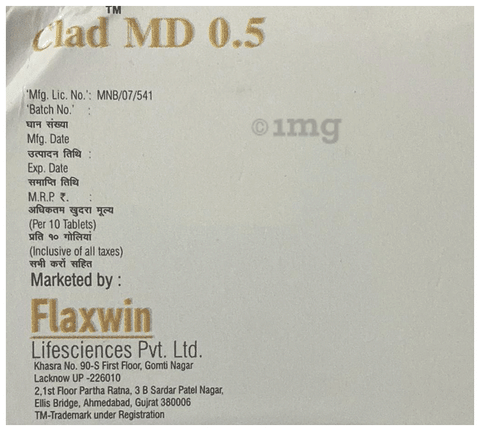 TM
Clad MD 0.5
'Mfg. Lic. No.': MNB/07/541
'Batch No.' :
घान संख्या
Mfg. Date
उत्पादन तिथि :
Exp. Date
समाप्ति तिथि
M.R.P. ₹. :
अधिकतम खुदरा मूल्य
(Per 10 Tablets)
प्रति १० गोलियां
(Inclusive of all taxes)
सभी करों सहित
Marketed by :
Flaxwin
Lifesciences Pvt. Ltd.
Khasra No. 90-S First Floor, Gomti Nagar
Lacknow UP -226010
2,1st Floor Partha Ratna, 3 B Sardar Patel Nagar,
Ellis Bridge, Ahmedabad, Gujrat 380006
TM-Trademark under Registration
©1mg